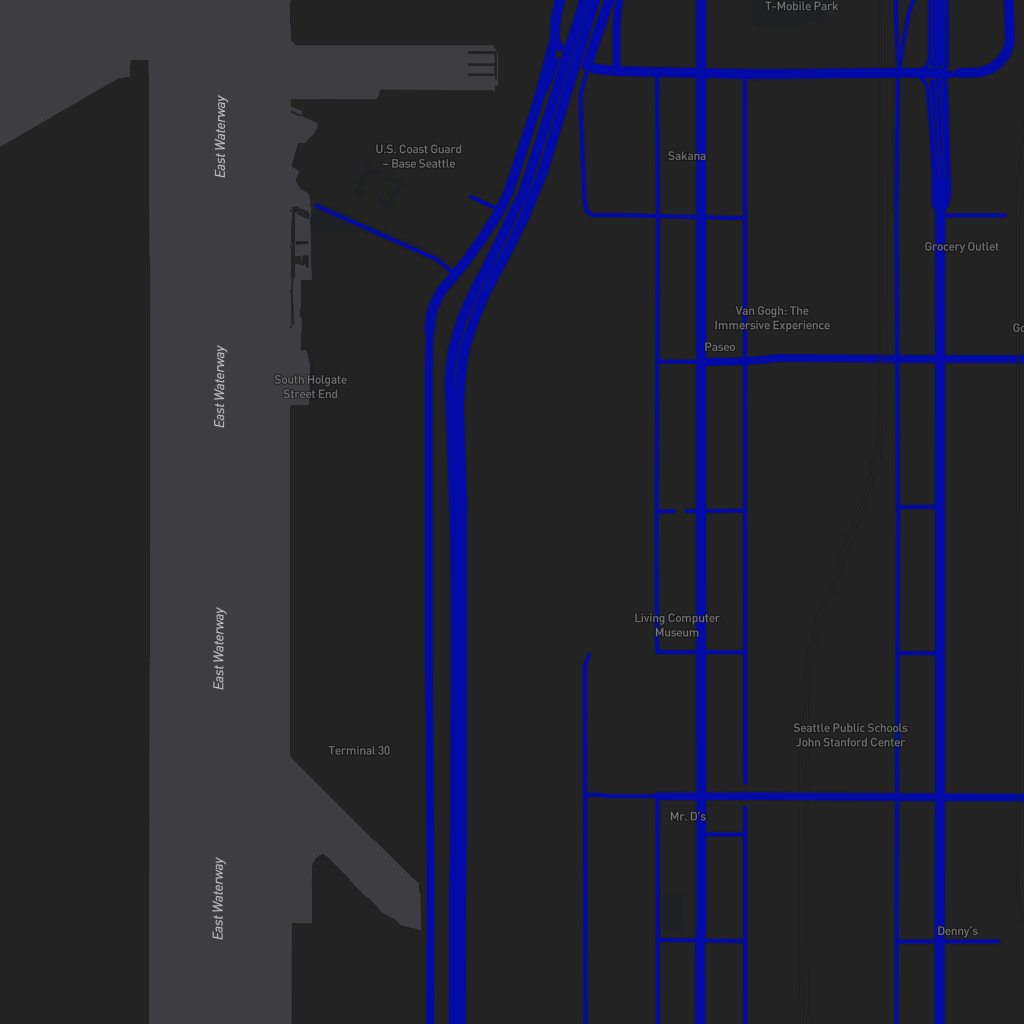 T-Mobile Park
East Waterway
U.S. Coast Guard
– Base Seattle
Sakana
Grocery Outlet
Van Gogh: The
Immersive Experience
Paseo
East Waterway
South Holgate
Street End
Living Computer
Museum
East Waterway
Seattle Public Schools
John Stanford Center
Terminal 30
Mr. D's
East Waterway
Denny's